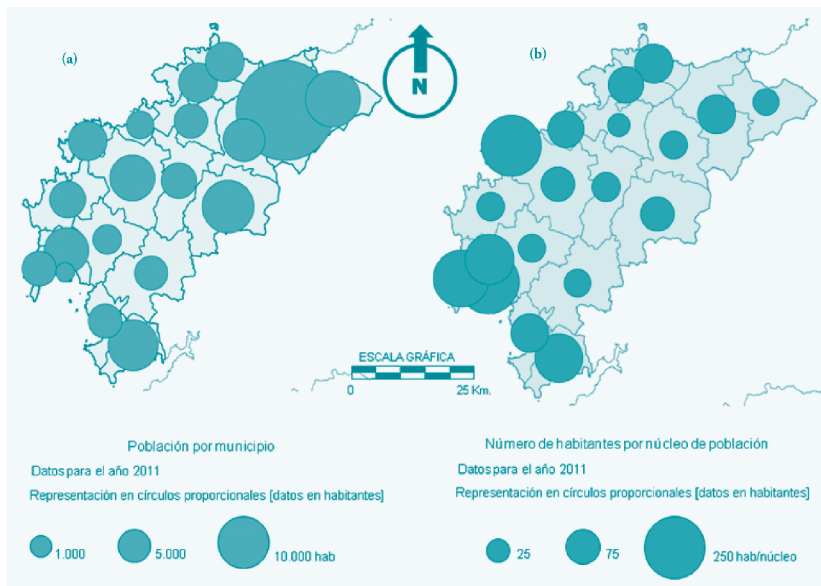 (a)
(b)
N
ESCALA GRÁFICA
0 25 Km.
Población por municipio
Datos para el año 2011
Representación en círculos proporcionales [datos en habitantes]
1.000 5.000 10.000 hab
Número de habitantes por núcleo de población
Datos para el año 2011
Representación en círculos proporcionales [datos en habitantes]
25 75 250 hab/núcleo